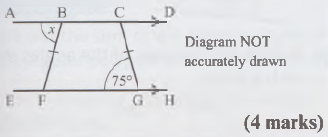 A B C D
x
Diagram NOT
accurately drawn
75°
E F G H
(4 marks)